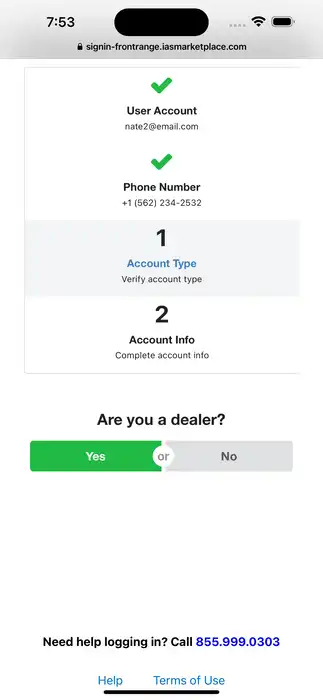 7:53
signin-frontrange.iasmarketplace.com
User Account
nate2@email.com
Phone Number
+1 (562) 234-2532
1
Account Type
Verify account type
2
Account Info
Complete account info
Are you a dealer?
Yes or No
Need help logging in? Call 855.999.0303
Help Terms of Use